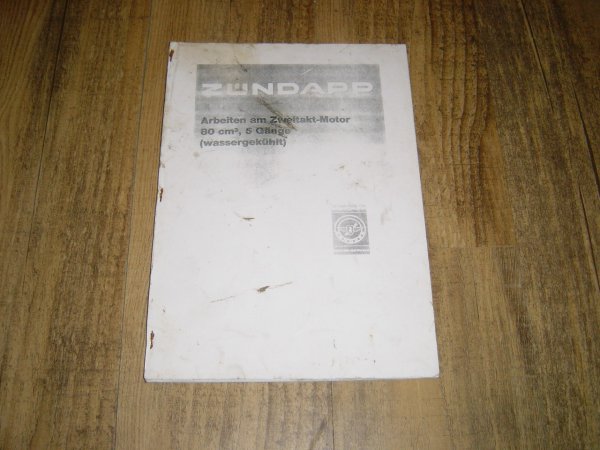 ZÜNDAPP
Arbeiten am Zweitakt-Motor
80 cm³, 5 Gänge
(wassergekühlt)